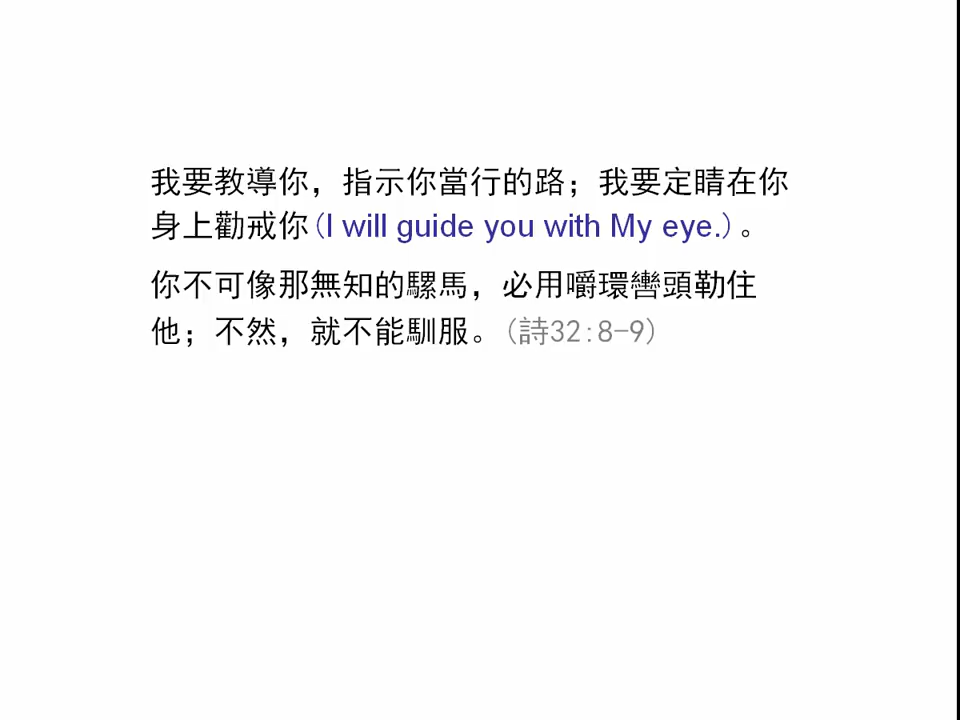 我要教導你，指示你當行的路；我要定睛在你
身上勸戒你(I will guide you with My eye.)。
你不可像那無知的騾馬，必用嚼環轡頭勒住
他；不然，就不能馴服。(詩32:8-9)